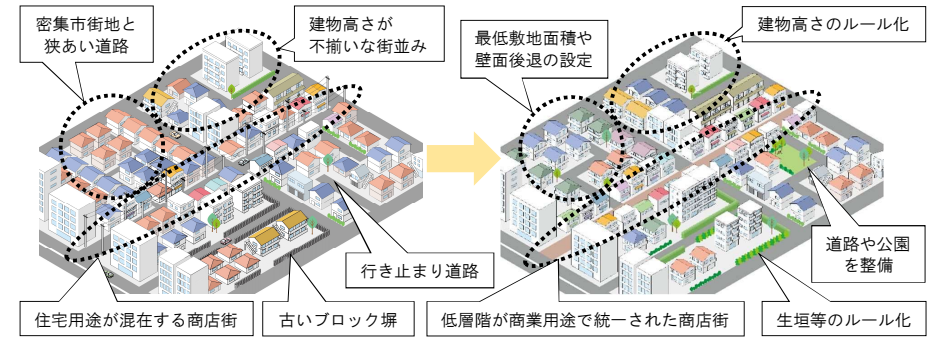 密集市街地と
狭あい道路
建物高さが
不揃いな街並み
行き止まり道路
住宅用途が混在する商店街
古いブロック塀
最低敷地面積や
壁面後退の設定
建物高さのルール化
道路や公園
を整備
低層階が商業用途で統一された商店街
生垣等のルール化